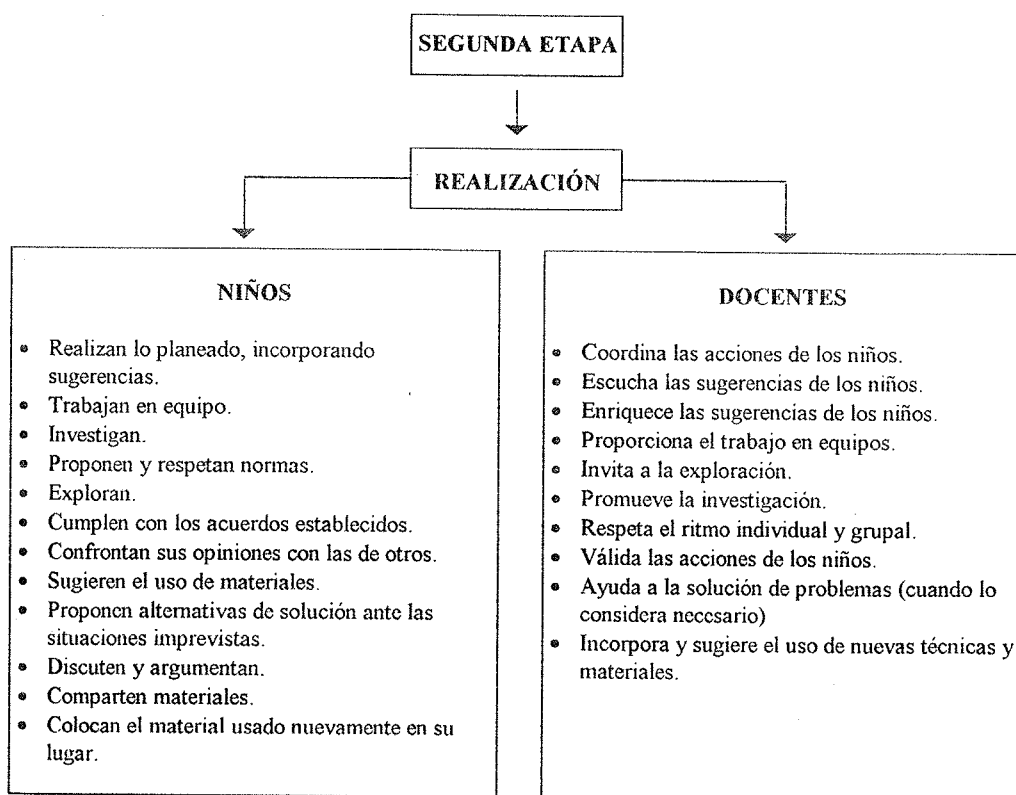 SEGUNDA ETAPA
REALIZACIÓN
NIÑOS
• Realizan lo planeado, incorporando
sugerencias.
• Trabajan en equipo.
• Investigan.
• Proponen y respetan normas.
• Exploran.
• Cumplen con los acuerdos establecidos.
• Confrontan sus opiniones con las de otros.
• Sugieren el uso de materiales.
• Proponen alternativas de solución ante las
situaciones imprevistas.
• Discuten y argumentan.
• Comparten materiales.
• Colocan el material usado nuevamente en su
lugar.
DOCENTES
• Coordina las acciones de los niños.
• Escucha las sugerencias de los niños.
• Enriquece las sugerencias de los niños.
• Proporciona el trabajo en equipos.
• Invita a la exploración.
• Promueve la investigación.
• Respeta el ritmo individual y grupal.
• Válida las acciones de los niños.
• Ayuda a la solución de problemas (cuando lo
considera necesario)
• Incorpora y sugiere el uso de nuevas técnicas y
materiales.